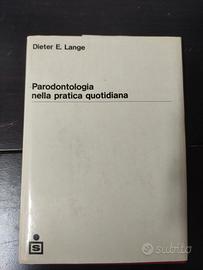 Dieter E. Lange
Parodontologia
nella pratica quotidiana
subito